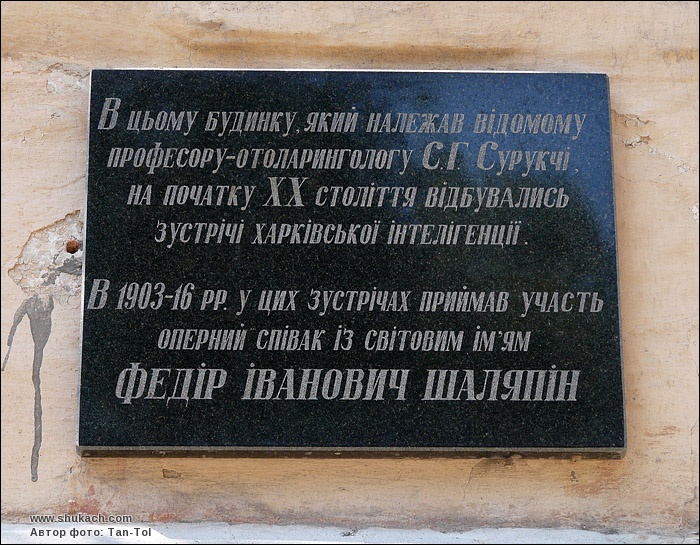 В цьому будинку, який належав відомому
професору-отоларингологу С.Г. Сурукчі,
на початку ХХ століття відбувались
зустрічі харківської інтелігенції.
В 1903-16 рр. у цих зустрічах приймав участь
оперний співак із світовим ім'ям
ФЕДІР ІВАНОВИЧ ШАЛЯПІН
www.shukach.com
Автор фото: Tan-Tol